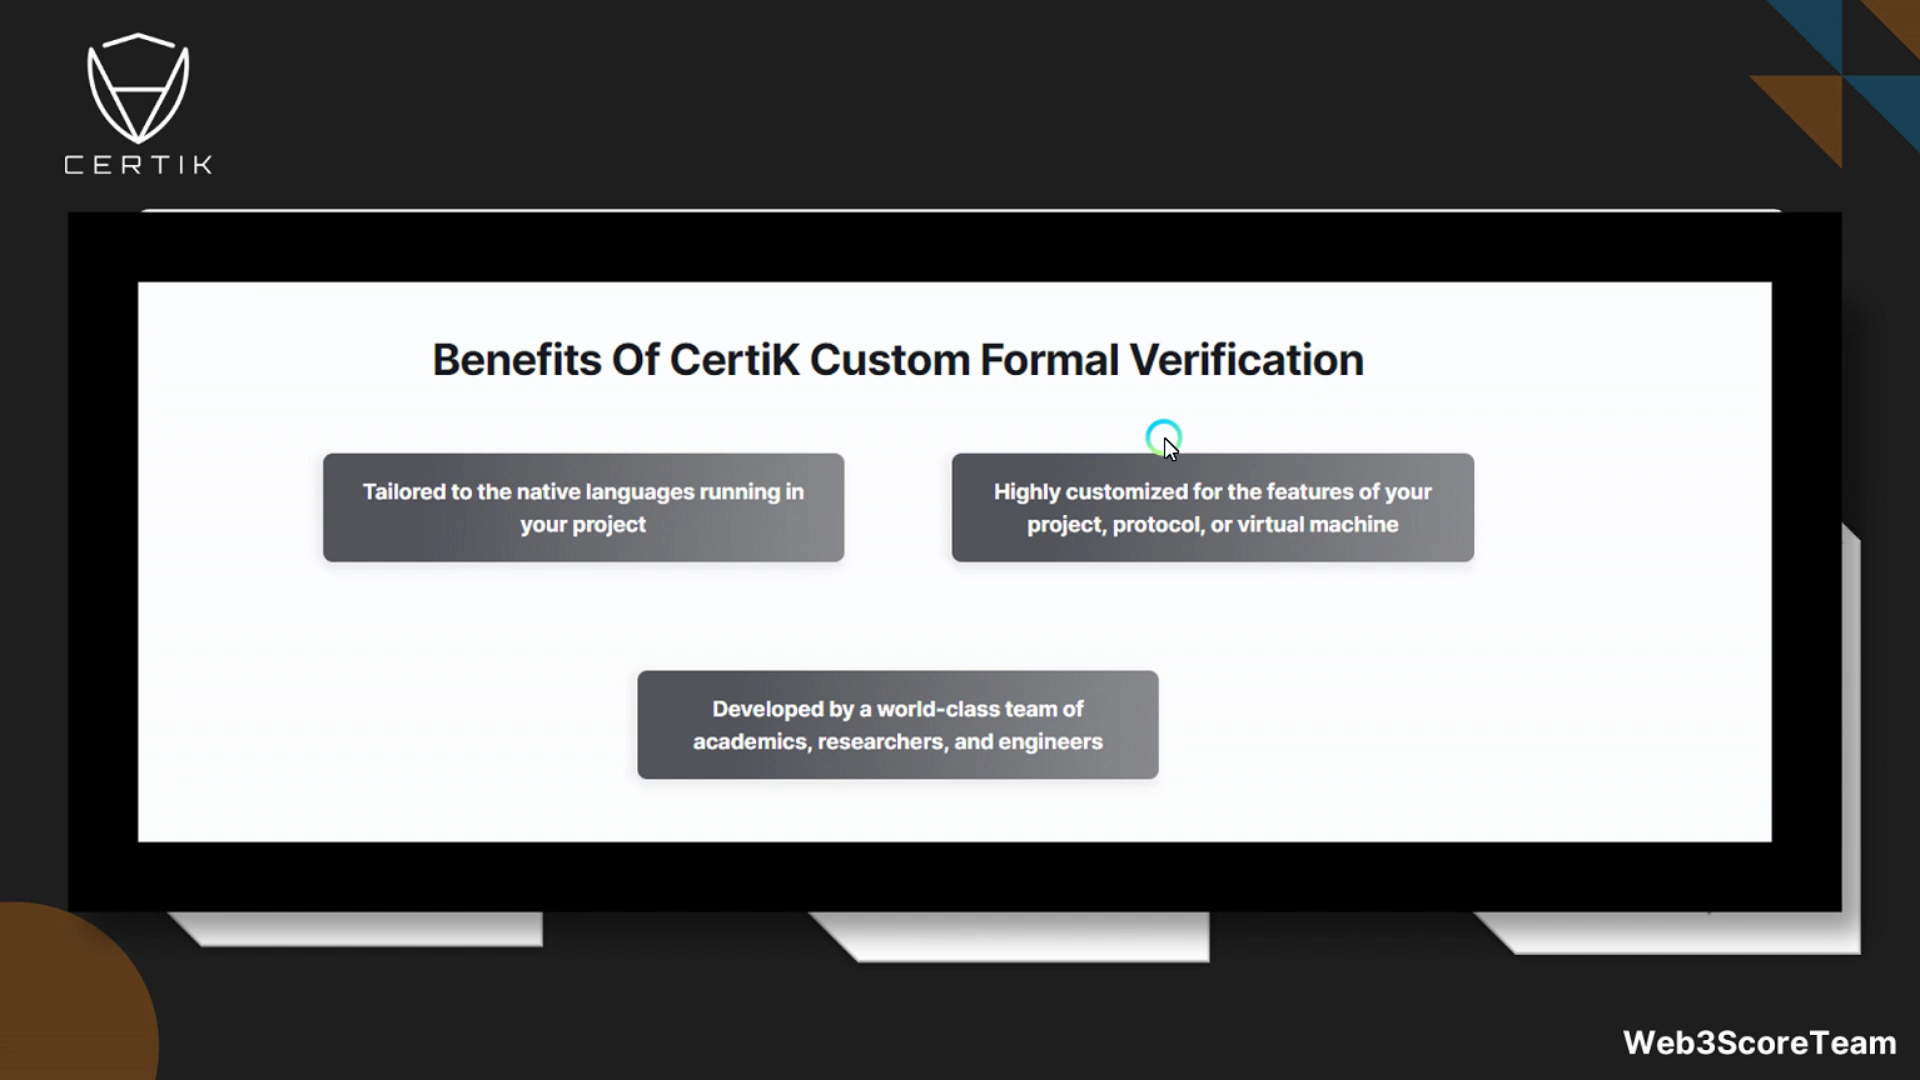 CERTIK
Benefits Of CertiK Custom Formal Verification
Tailored to the native languages running in
your project
Highly customized for the features of your
project, protocol, or virtual machine
Developed by a world-class team of
academics, researchers, and engineers
Web3ScoreTeam